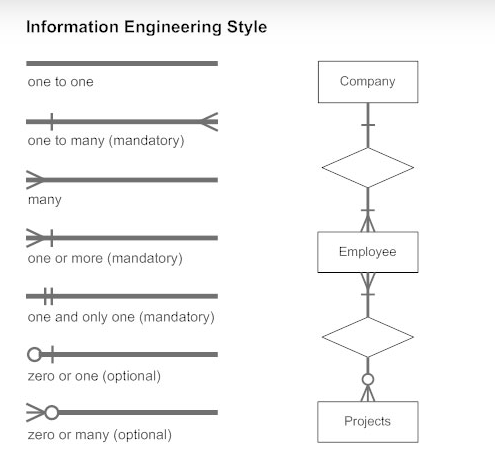 Information Engineering Style
one to one
one to many (mandatory)
many
one or more (mandatory)
one and only one (mandatory)
zero or one (optional)
zero or many (optional)
Company
Employee
Projects